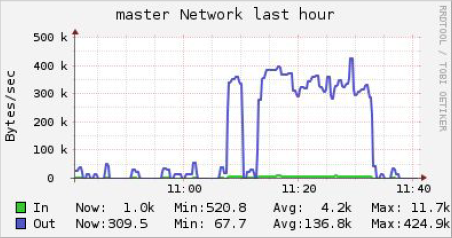 master Network last hour
RRDTOOL / TOBI OETIKER
Bytes/sec
500 k
400 k
300 k
200 k
100 k
0
11:00 11:20 11:40
In Now: 1.0k Min:520.8 Avg: 4.2k Max: 11.7k
Out Now:309.5 Min: 67.7 Avg:136.8k Max:424.9k